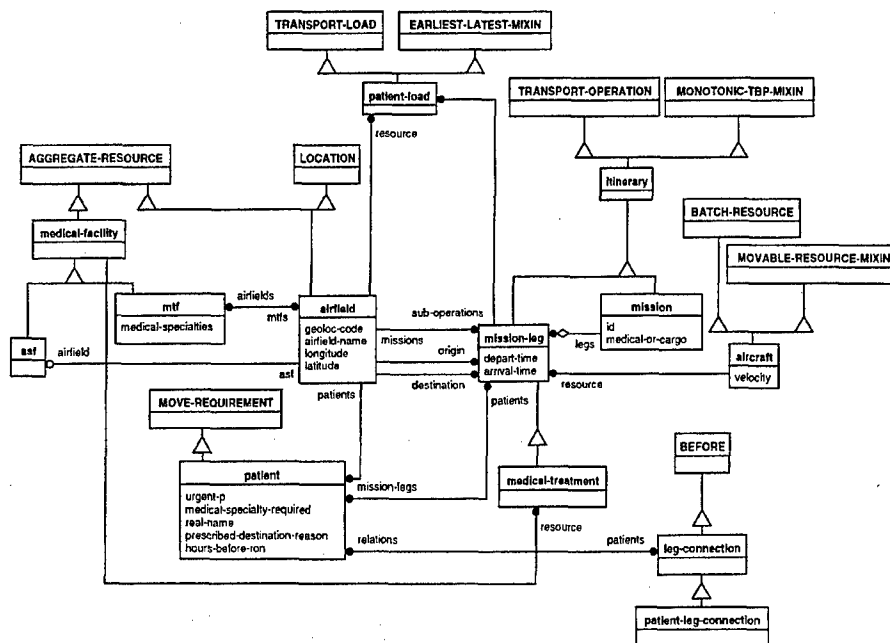 TRANSPORT-LOAD
EARLIEST-LATEST-MIXIN
patient-load
resource
TRANSPORT-OPERATION
MONOTONIC-TBP-MIXIN
itinerary
AGGREGATE-RESOURCE
LOCATION
medical-facility
BATCH-RESOURCE
MOVABLE-RESOURCE-MIXIN
mtf
medical-specialties
airfields
mtfs
airfield
geoloc-code
airfield-name
longitude
latitude
sub-operations
missions
origin
destination
mission-leg
depart-time
arrival-time
legs
mission
id
medical-or-cargo
aircraft
velocity
resource
asf
airfield
asf
patients
patients
MOVE-REQUIREMENT
patient
urgent-p
medical-specialty-required
real-name
prescribed-destination-reason
hours-before-ron
mission-legs
medical-treatment
resource
BEFORE
relations
patients
leg-connection
patient-leg-connection